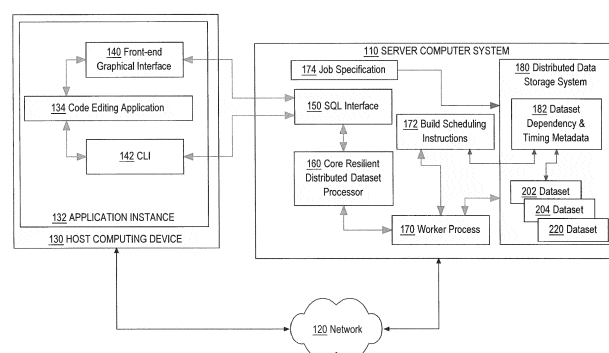 140 Front-end
Graphical Interface
134 Code Editing Application
142 CLI
132 APPLICATION INSTANCE
130 HOST COMPUTING DEVICE
110 SERVER COMPUTER SYSTEM
174 Job Specification
150 SQL Interface
160 Core Resilient
Distributed Dataset
Processor
172 Build Scheduling
Instructions
170 Worker Process
180 Distributed Data
Storage System
182 Dataset
Dependency &
Timing Metadata
202 Dataset
204 Dataset
220 Dataset
120 Network